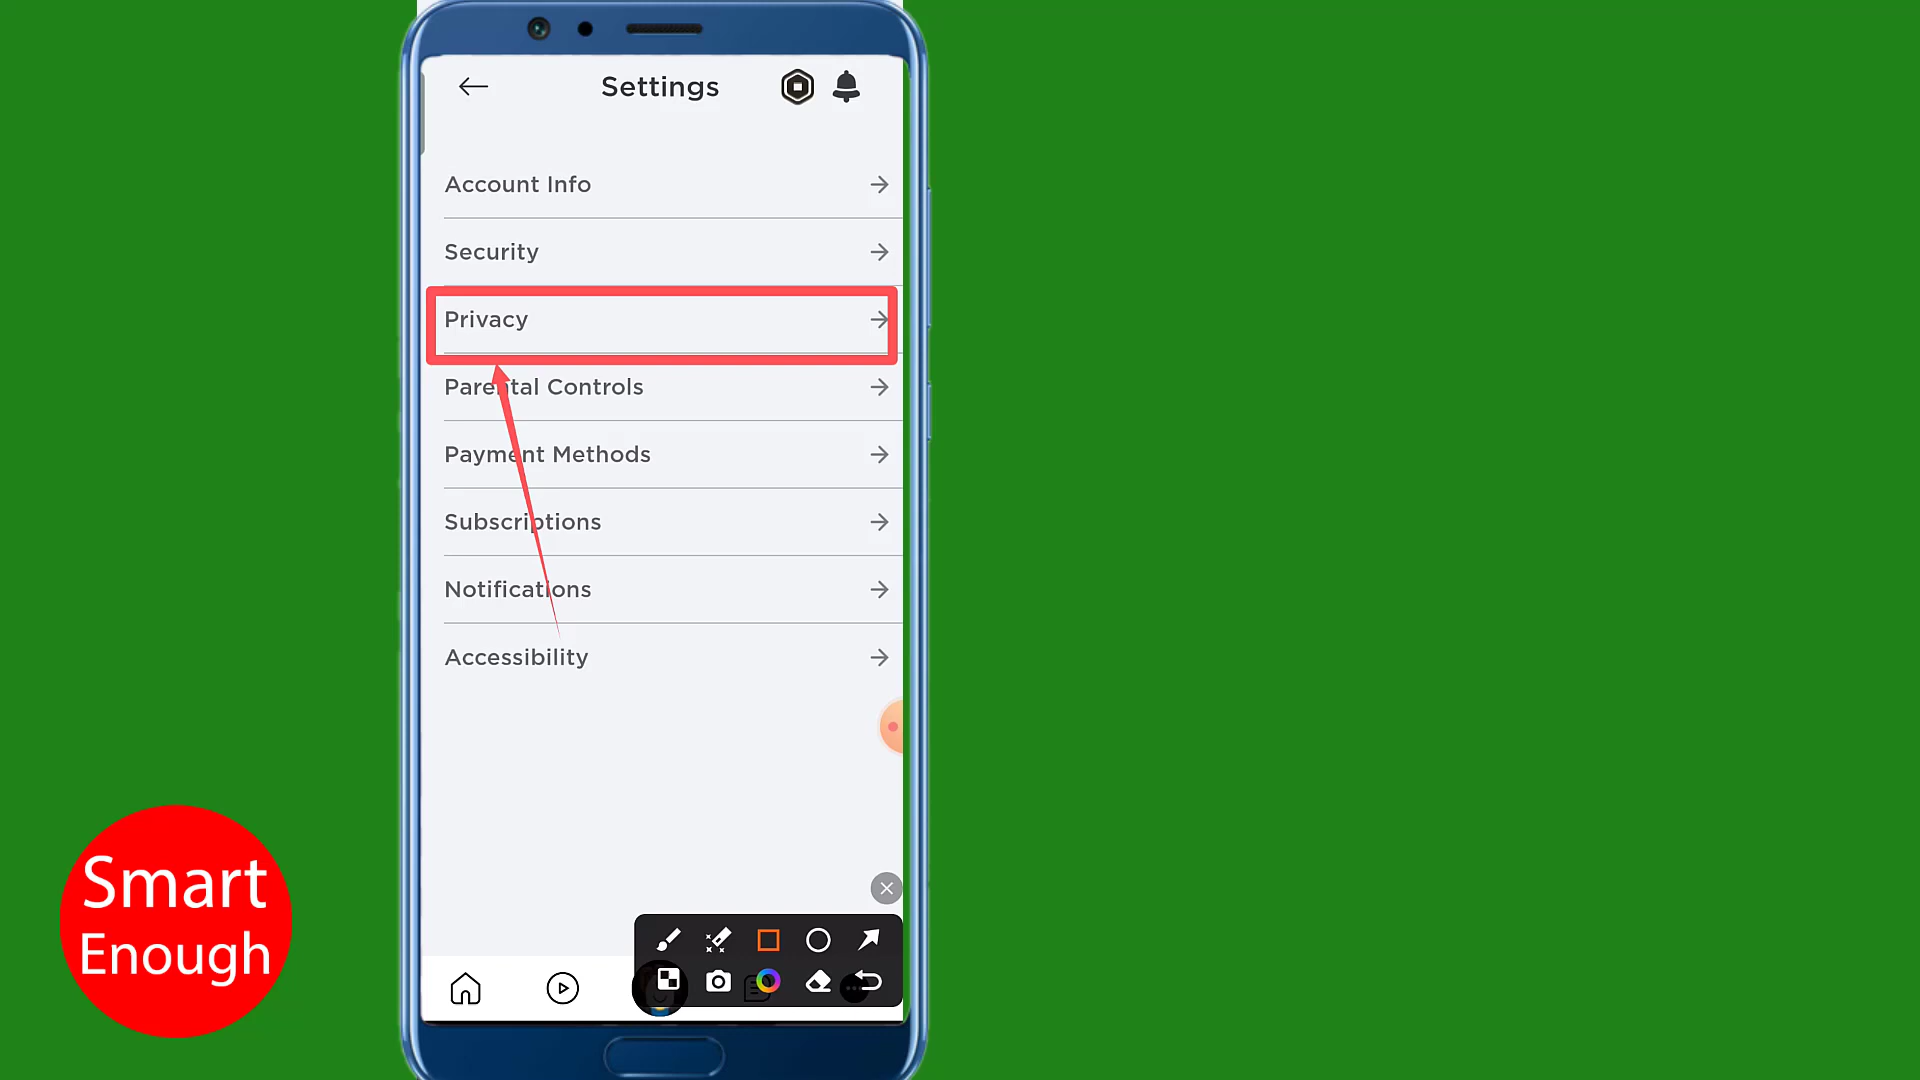 Settings
Account Info
Security
Privacy
Parental Controls
Payment Methods
Subscriptions
Notifications
Accessibility
Smart
Enough